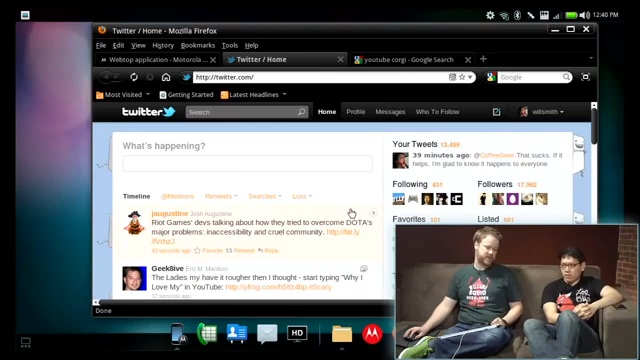 12:40 PM
Twitter / Home - Mozilla Firefox
File Edit View History Bookmarks Tools Help
Webtop application - Motorola
Twitter / Home
youtube corgi - Google Search
http://twitter.com/
Google
Most Visited
Getting Started
Latest Headlines
twitter
Search
Home Profile Messages Who To Follow
willsmith
What's happening?
Your Tweets 13,459
39 minutes ago: @CoffeeGeek That sucks. If it
helps, I'm glad to know it happens to everyone.
Following 431
Followers 17,902
Favorites
Listed 681
Timeline @Mentions Retweets Searches Lists
jaugustine
Riot Games' devs talking about how they tried to overcome DOTA's
major problems: inaccessibility and cruel community.
40 seconds ago Favorite Retweet Reply
Geek8ive Eric M.
The Ladies my have it rougher then I thought - start typing "Why I
Love My" in YouTube:
Done
HD